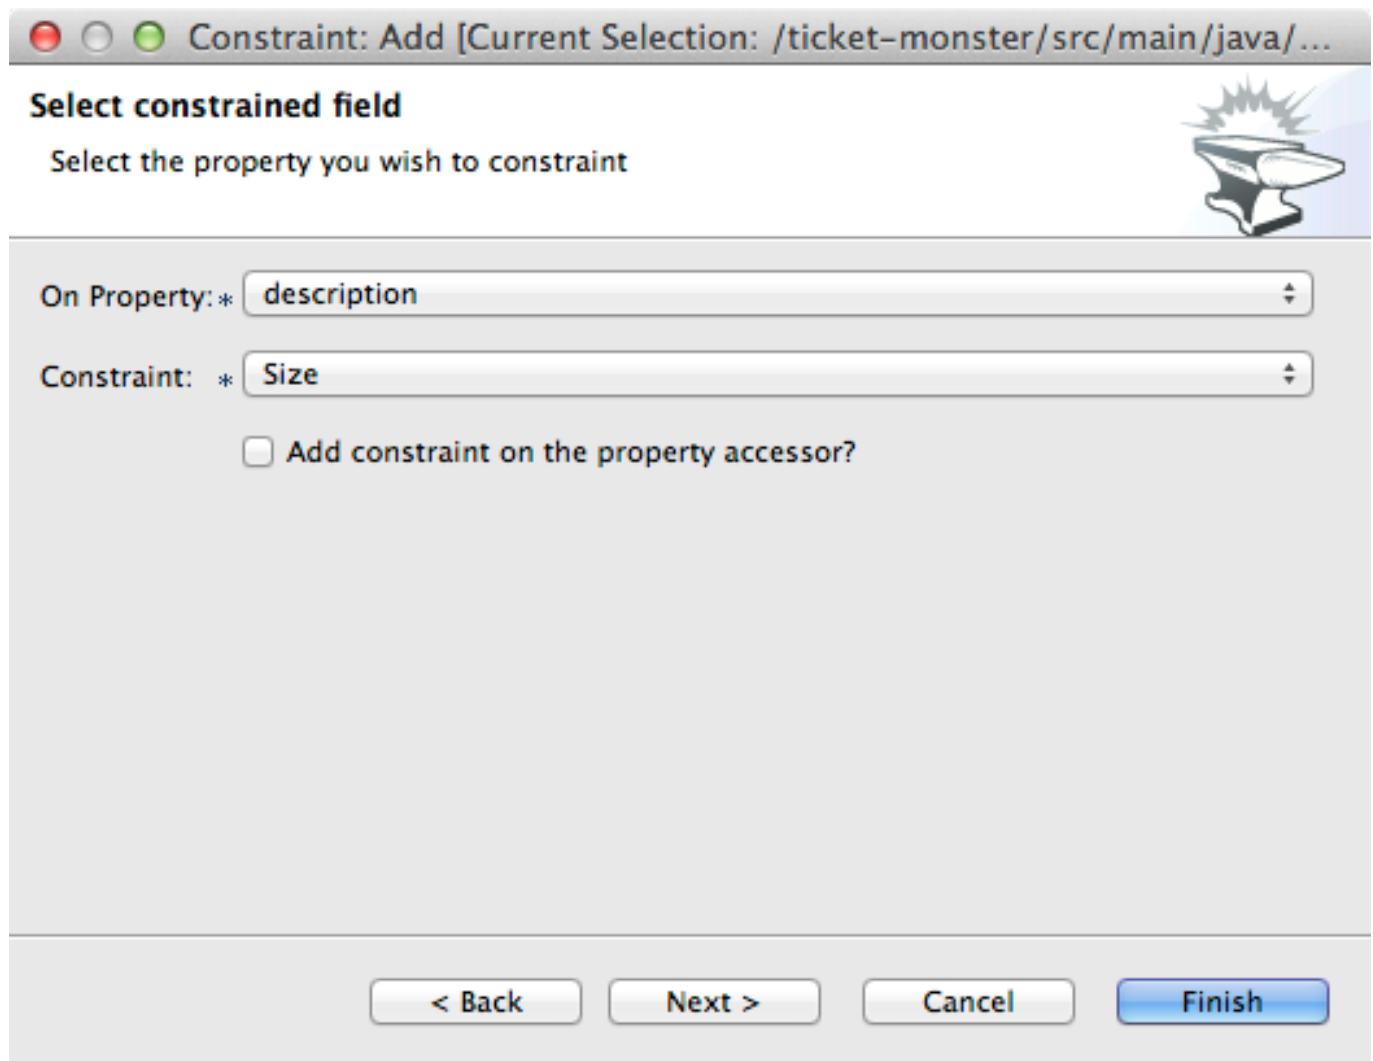 Constraint: Add [Current Selection: /ticket-monster/src/main/java/...
Select constrained field
Select the property you wish to constraint
On Property:* description
Constraint: * Size
Add constraint on the property accessor?
< Back Next > Cancel Finish